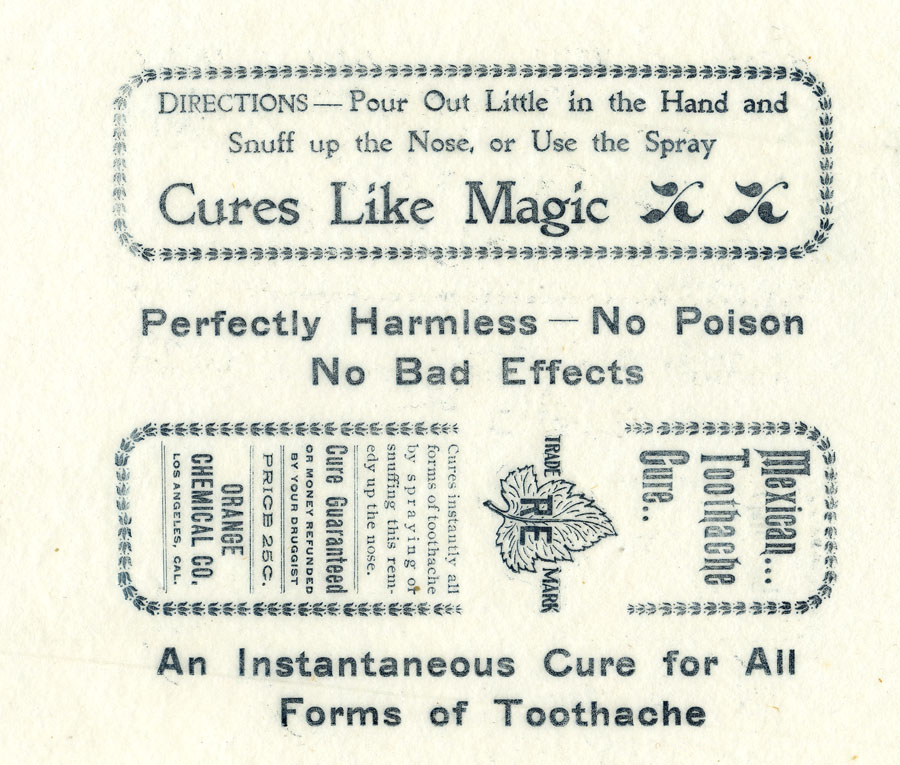 DIRECTIONS — Pour Out Little in the Hand and
Snuff up the Nose, or Use the Spray
Cures Like Magic
Perfectly Harmless — No Poison
No Bad Effects
Mexican...
Toothache
Cure..
TRADE MARK
IRE
Cures instantly all
forms of toothache
by spraying or
snuffing this rem-
edy up the nose.
Cure Guaranteed
OR MONEY REFUNDED
BY YOUR DRUGGIST
PRICE 25C.
ORANGE
CHEMICAL CO.
LOS ANGELES, CAL.
An Instantaneous Cure for All
Forms of Toothache